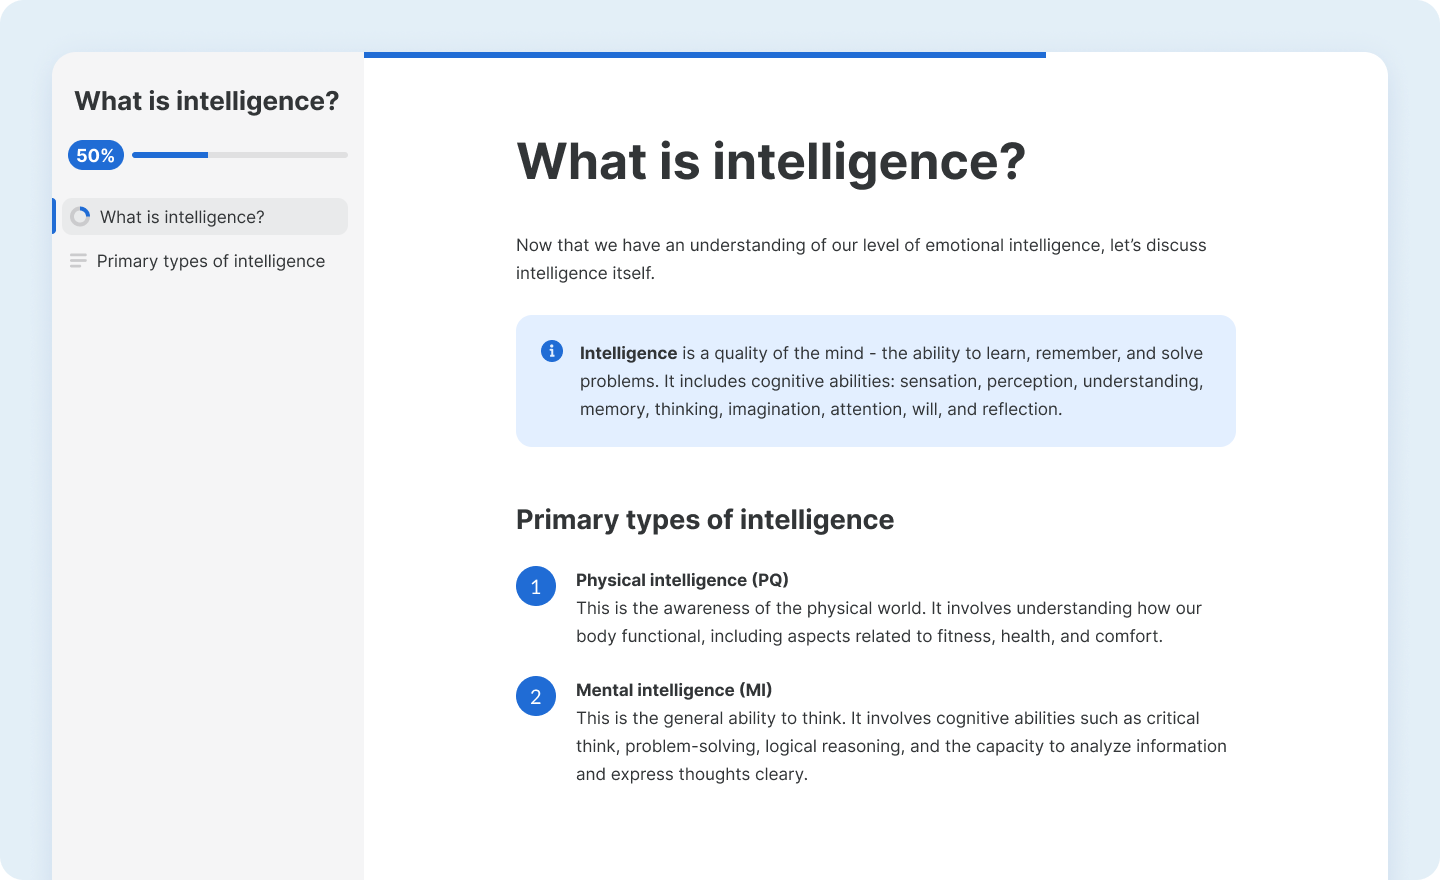 What is intelligence?
50%
What is intelligence?
Primary types of intelligence
What is intelligence?
Now that we have an understanding of our level of emotional intelligence, let’s discuss
intelligence itself.
Intelligence is a quality of the mind - the ability to learn, remember, and solve
problems. It includes cognitive abilities: sensation, perception, understanding,
memory, thinking, imagination, attention, will, and reflection.
Primary types of intelligence
1
Physical intelligence (PQ)
This is the awareness of the physical world. It involves understanding how our
body functional, including aspects related to fitness, health, and comfort.
2
Mental intelligence (MI)
This is the general ability to think. It involves cognitive abilities such as critical
think, problem-solving, logical reasoning, and the capacity to analyze information
and express thoughts cleary.